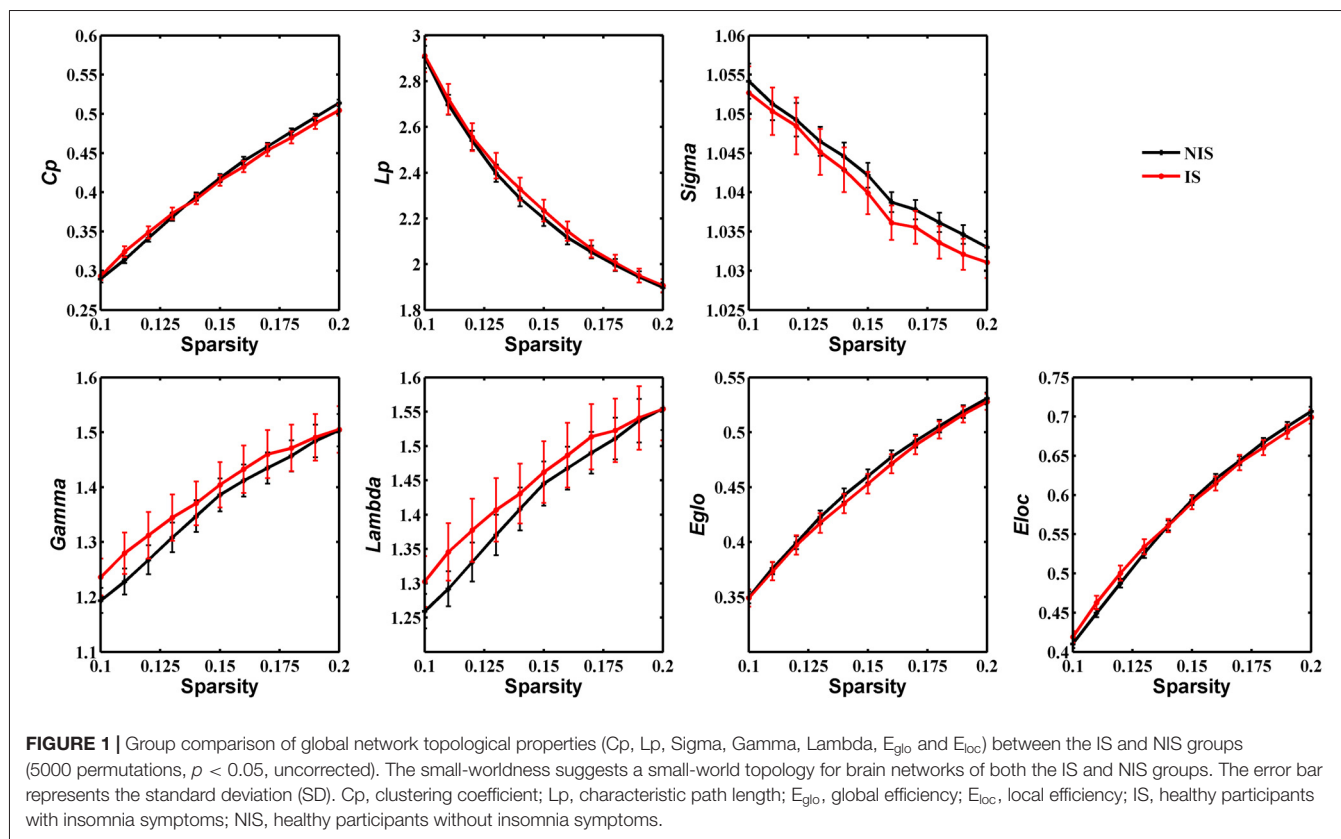 0.6
0.55
0.5
0.45
0.4
0.35
0.3
0.25
Cp
0.1 0.125 0.15 0.175 0.2
Sparsity
3
2.8
2.6
2.4
2.2
2
1.8
Lp
0.1 0.125 0.15 0.175 0.2
Sparsity
1.06
1.055
1.05
1.045
1.04
1.035
1.03
1.025
Sigma
0.1 0.125 0.15 0.175 0.2
Sparsity
NIS
IS
1.6
1.5
1.4
1.3
1.2
1.1
Gamma
0.1 0.125 0.15 0.175 0.2
Sparsity
1.6
1.55
1.5
1.45
1.4
1.35
1.3
1.25
Lambda
0.1 0.125 0.15 0.175 0.2
Sparsity
0.55
0.5
0.45
0.4
0.35
Eglo
0.1 0.125 0.15 0.175 0.2
Sparsity
0.75
0.7
0.65
0.6
0.55
0.5
0.45
0.4
Eloc
0.1 0.125 0.15 0.175 0.2
Sparsity
FIGURE 1 | Group comparison of global network topological properties (Cp, Lp, Sigma, Gamma, Lambda, Eglo and Eloc) between the IS and NIS groups
(5000 permutations, p < 0.05, uncorrected). The small-worldness suggests a small-world topology for brain networks of both the IS and NIS groups. The error bar
represents the standard deviation (SD). Cp, clustering coefficient; Lp, characteristic path length; Eglo, global efficiency; Eloc, local efficiency; IS, healthy participants
with insomnia symptoms; NIS, healthy participants without insomnia symptoms.